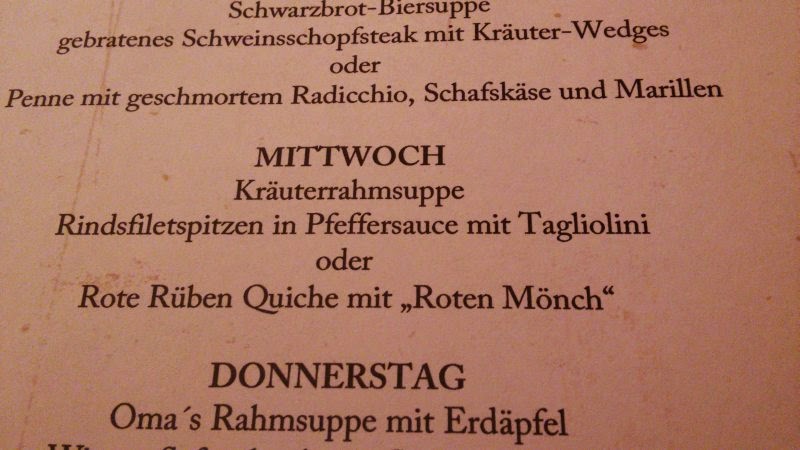 Schwarzbrot-Biersuppe
gebratenes Schweinsschopfsteak mit Kräuter-Wedges
oder
Penne mit geschmortem Radicchio, Schafskäse und Marillen
MITTWOCH
Kräuterrahmsuppe
Rindsfiletspitzen in Pfeffersauce mit Tagliolini
oder
Rote Rüben Quiche mit „Roten Mönch“
DONNERSTAG
Oma´s Rahmsuppe mit Erdäpfel